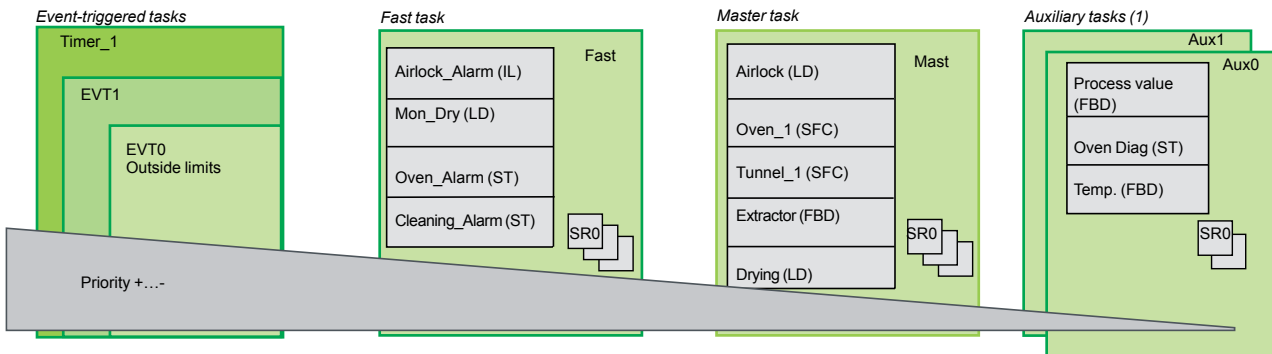 Event-triggered tasks
Timer_1
EVT1
EVT0
Outside limits
Fast task
Fast
Airlock_Alarm (IL)
Mon_Dry (LD)
Oven_Alarm (ST)
Cleaning_Alarm (ST)
SR0
Master task
Mast
Airlock (LD)
Oven_1 (SFC)
Tunnel_1 (SFC)
Extractor (FBD)
Drying (LD)
SR0
Auxiliary tasks (1)
Aux1
Aux0
Process value
(FBD)
Oven Diag (ST)
Temp. (FBD)
SR0
Priority +...-